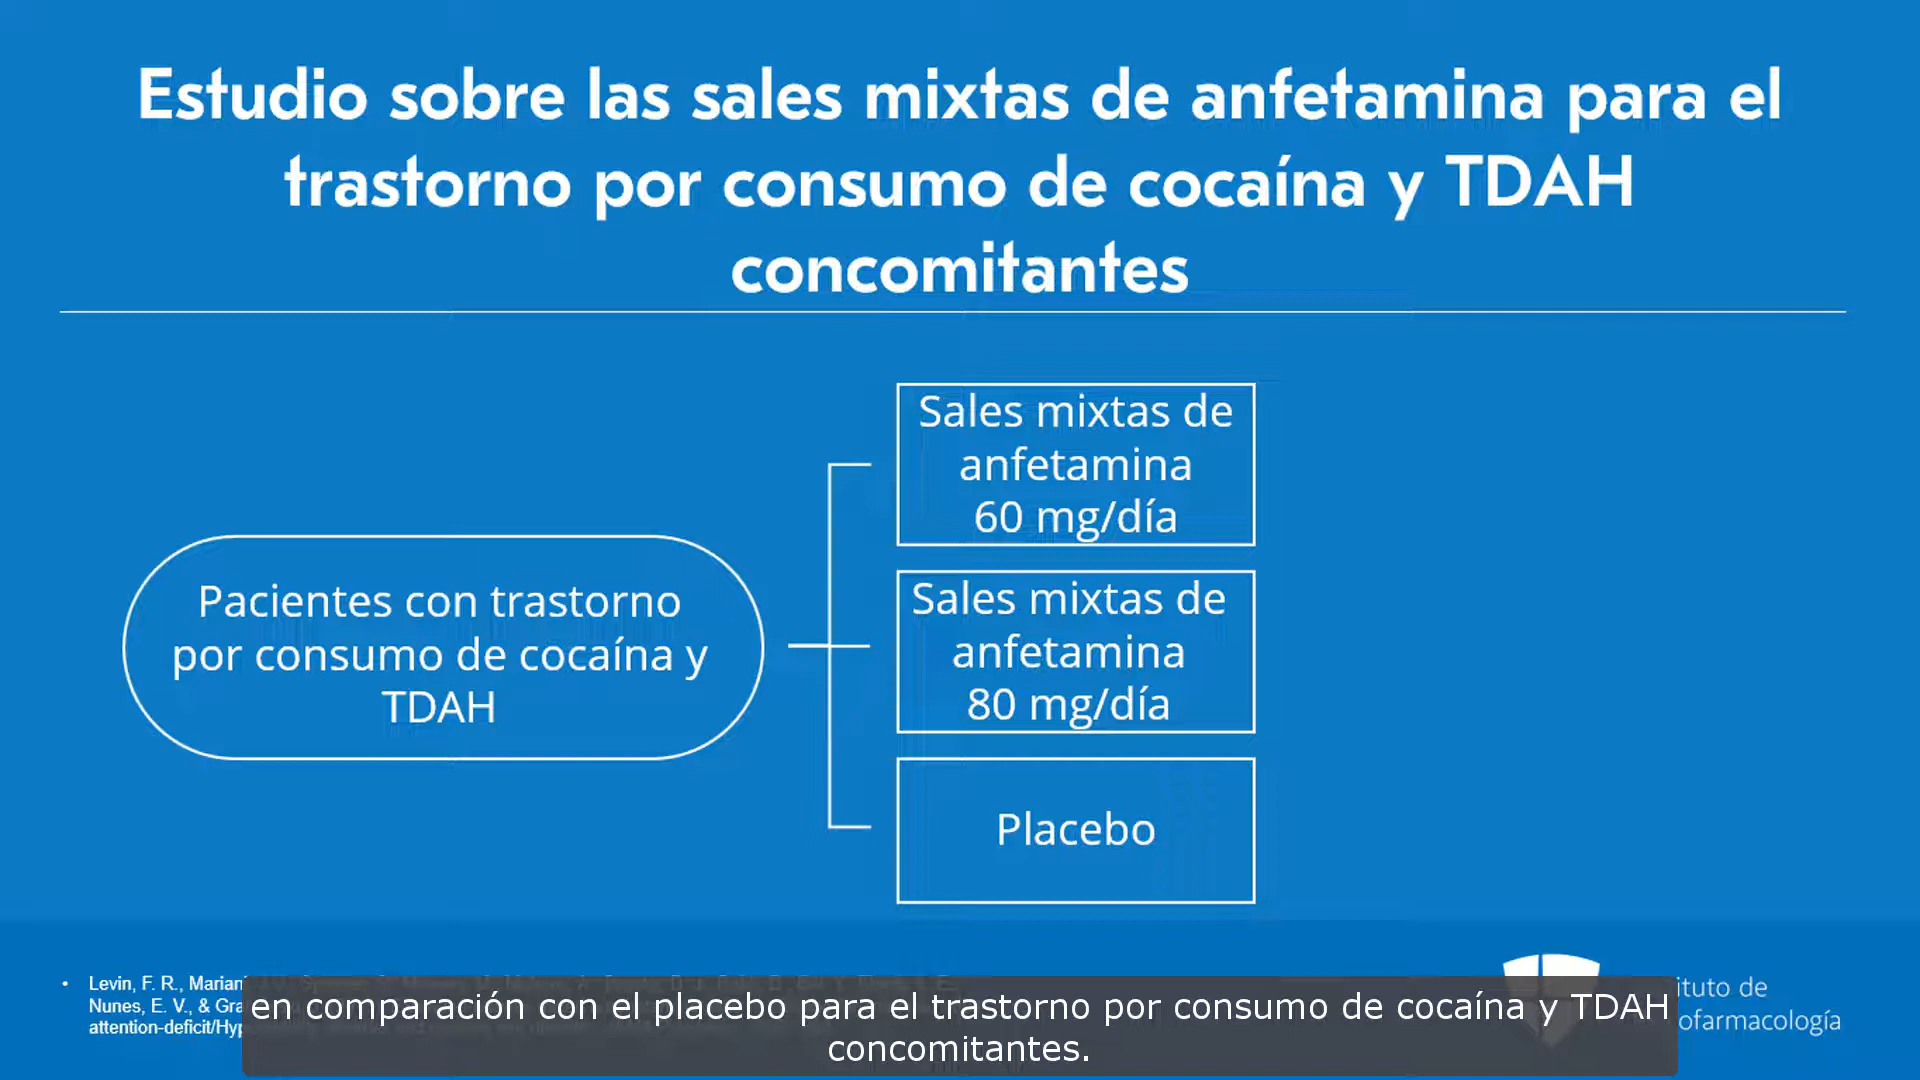 Estudio sobre las sales mixtas de anfetamina para el
trastorno por consumo de cocaína y TDAH
concomitantes
Sales mixtas de
anfetamina
60 mg/día
Pacientes con trastorno
por consumo de cocaína y
TDAH
Sales mixtas de
anfetamina
80 mg/día
Placebo
• Levin, F. R.,
Nunes, E. V., &
attention-deficit/
ituto de
ofarmacología
en comparación con el placebo para el trastorno por consumo de cocaína y TDAH
concomitantes.